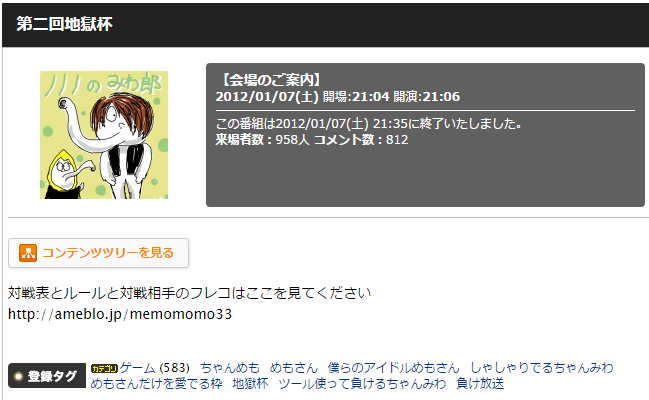 第二回地獄杯
ノノノの みわ郎
【会場のご案内】
2012/01/07(土) 開場:21:04 開演:21:06
この番組は2012/01/07(土) 21:35に終了いたしました。
来場者数：958人 コメント数：812
コンテンツツリーを見る
対戦表とルールと対戦相手のフレコはここを見てください
http://ameblo.jp/memomomo33
登録タグ
カテゴリ ゲーム (583) ちゃんめも めもさん 僕らのアイドルめもさん しゃしゃりでるちゃんみわ
めもさんだけを愛でる枠 地獄杯 ツール使って負けるちゃんみわ 負け放送